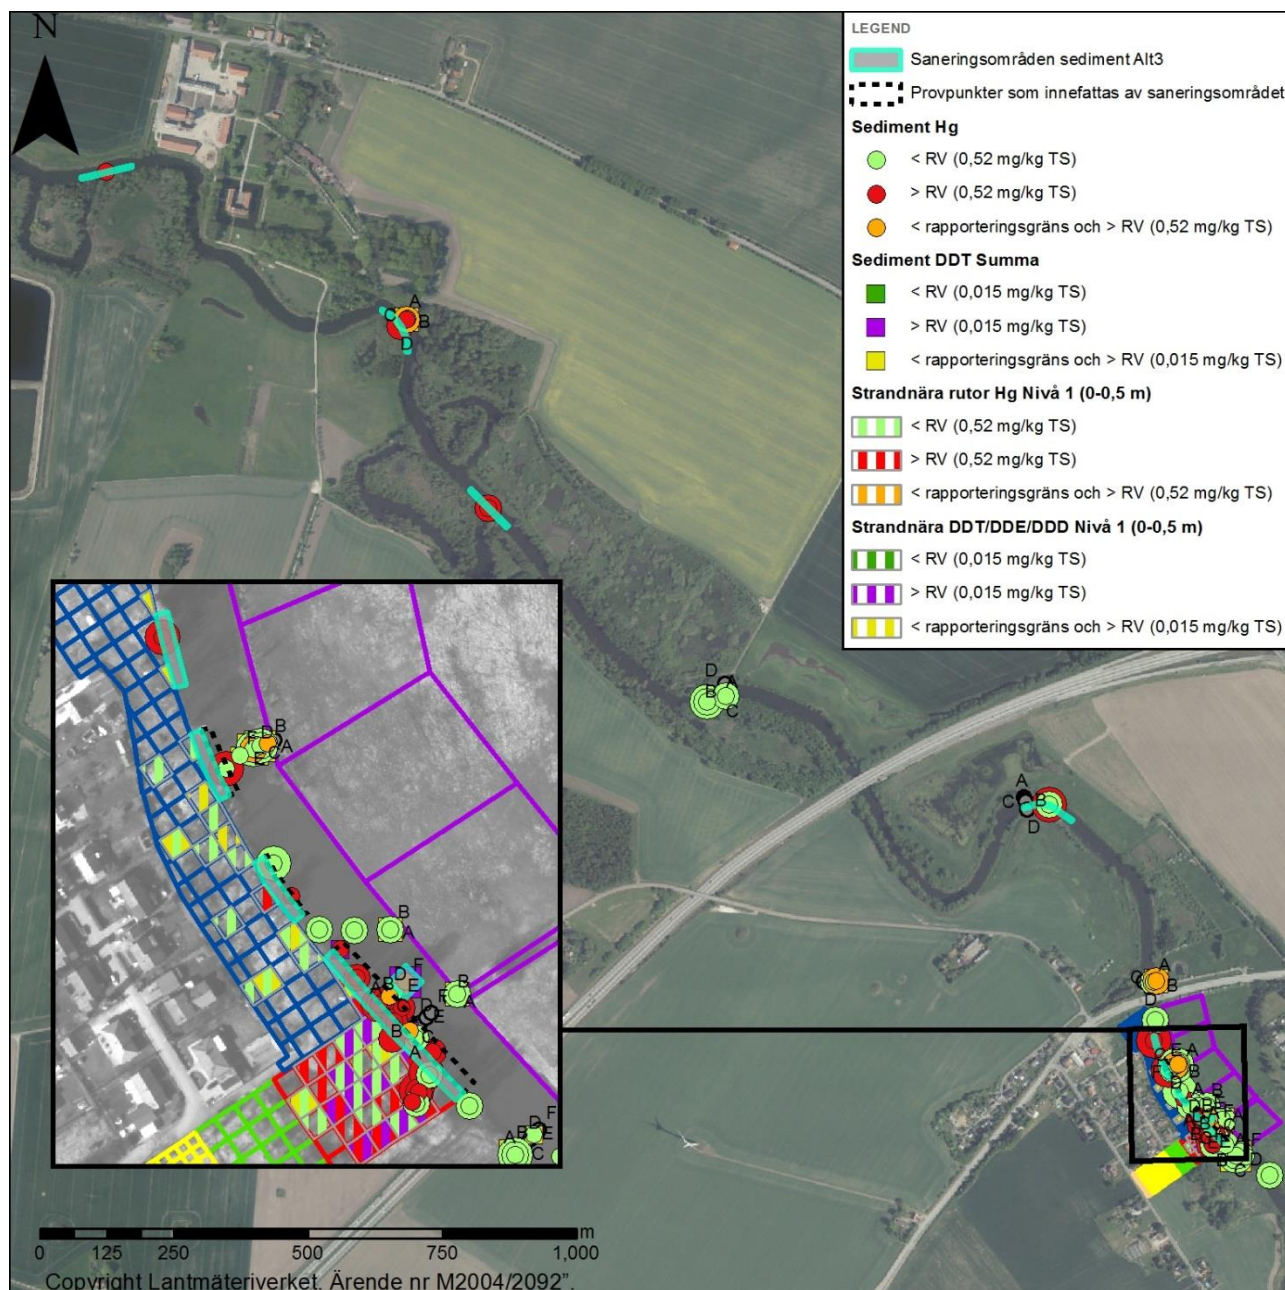 N
LEGEND
Saneringsområden sediment Alt3
Provpunkter som innefattas av saneringsområdet
Sediment Hg
< RV (0,52 mg/kg TS)
> RV (0,52 mg/kg TS)
< rapporteringsgräns och > RV (0,52 mg/kg TS)
Sediment DDT Summa
< RV (0,015 mg/kg TS)
> RV (0,015 mg/kg TS)
< rapporteringsgräns och > RV (0,015 mg/kg TS)
Strandnära rutor Hg Nivå 1 (0-0,5 m)
< RV (0,52 mg/kg TS)
> RV (0,52 mg/kg TS)
< rapporteringsgräns och > RV (0,52 mg/kg TS)
Strandnära DDT/DDE/DDD Nivå 1 (0-0,5 m)
< RV (0,015 mg/kg TS)
> RV (0,015 mg/kg TS)
< rapporteringsgräns och > RV (0,015 mg/kg TS)
A
C
B
D
D
A
B
C
A
C
B
D
A
C
B
D
B
A
B
A
F
D
E
B
A
F
D
B
E
A
C
m
0 125 250 500 750 1,000
Copyright Lantmäteriverket. Ärende nr M2004/2092".